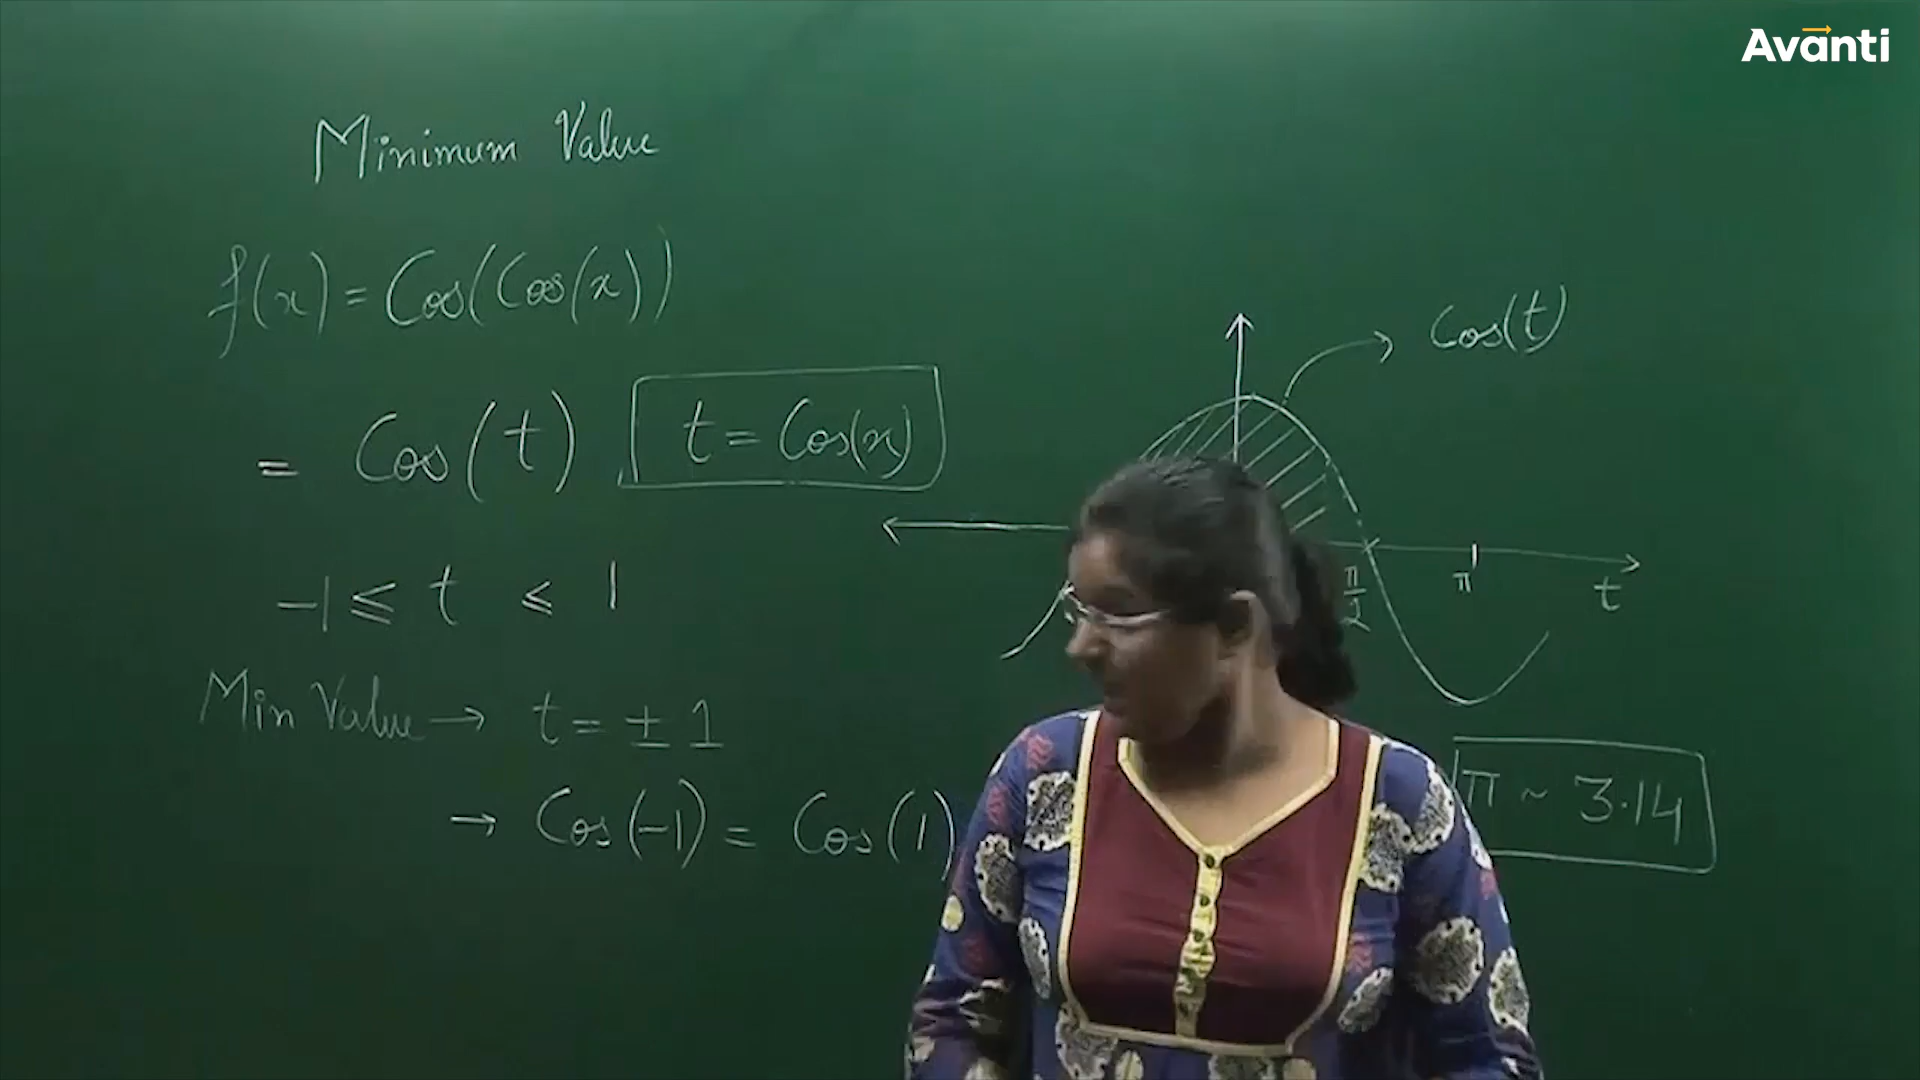 Avanti
Minimum Value
f(x) = Cos(Cos(x))
= Cos(t) t = Cos(x)
-1 ≤ t ≤ 1
Min Value → t = ± 1
→ Cos(-1) = Cos(1)
Cos(t)
π/2 π t
π ~ 3.14